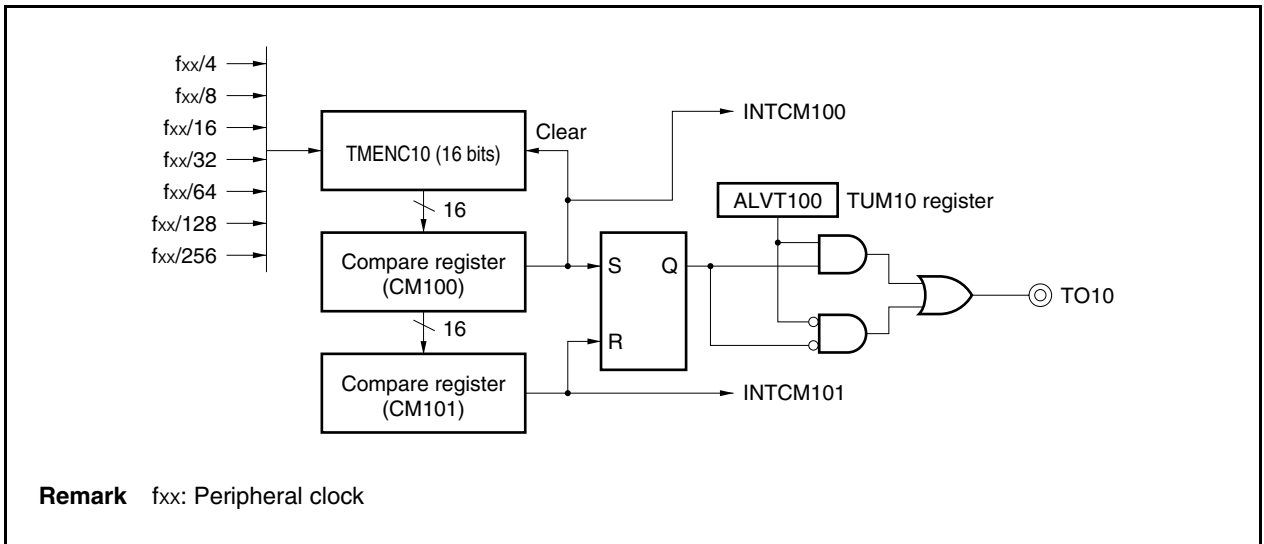 fxx/4
fxx/8
fxx/16
fxx/32
fxx/64
fxx/128
fxx/256
TMENC10 (16 bits)
Clear
INTCM100
16
ALVT100
TUM10 register
Compare register
(CM100)
S
Q
R
TO10
16
Compare register
(CM101)
INTCM101
Remark fxx: Peripheral clock